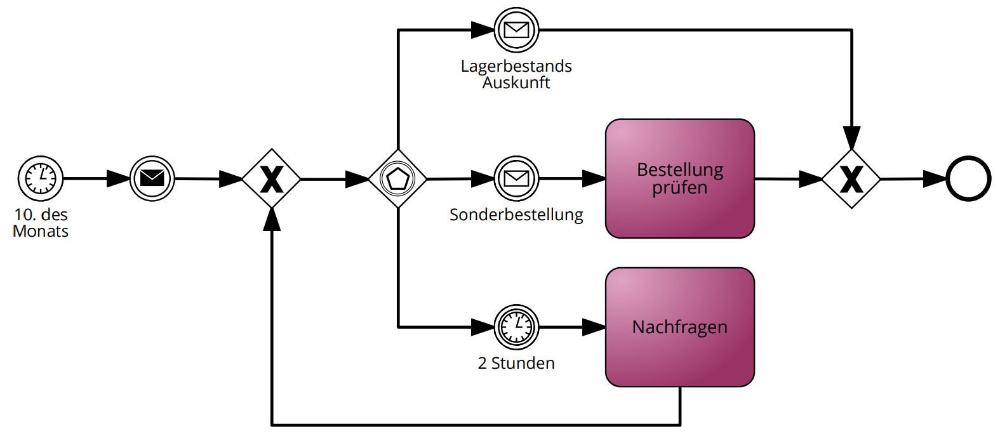 Lagerbestands
Auskunft
10. des
Monats
Sonderbestellung
Bestellung
prüfen
2 Stunden
Nachfragen